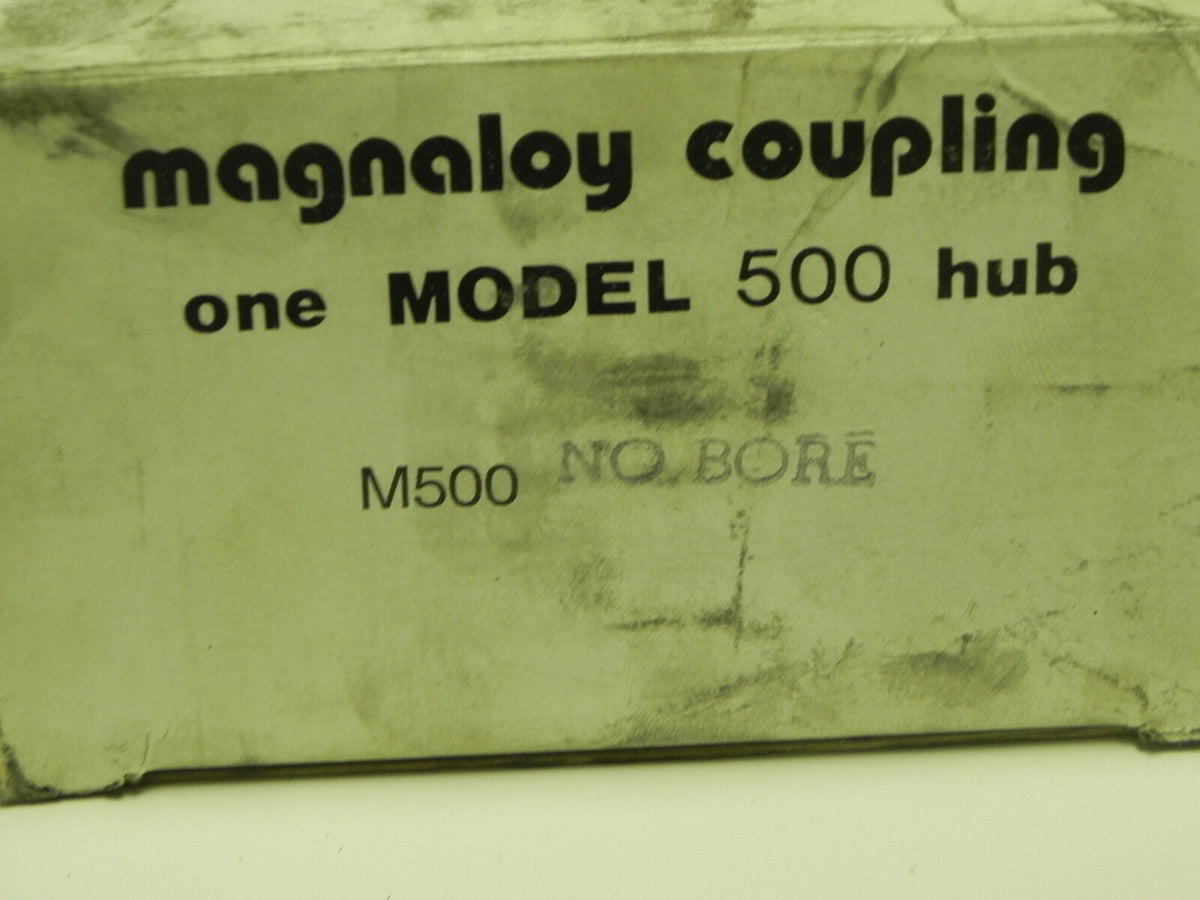 magnaloy coupling
one MODEL 500 hub
M500 NO BORE